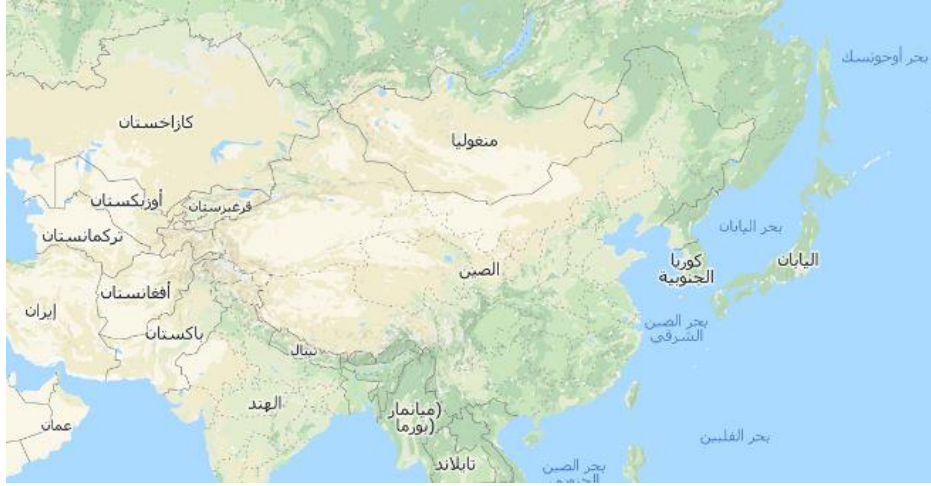 بحر أوخوتسك
كازاخستان
منغوليا
أوزبكستان
قرغيزستان
تركمانستان
بحر اليابان
اليابان
كوريا
الجنوبية
الصين
أفغانستان
إيران
باكستان
بحر الصين
الشرقي
نيبال
الهند
(ميانمار
(بورما
عمان
بحر الفلبين
تايلاند
بحر الصين
الجنوبي